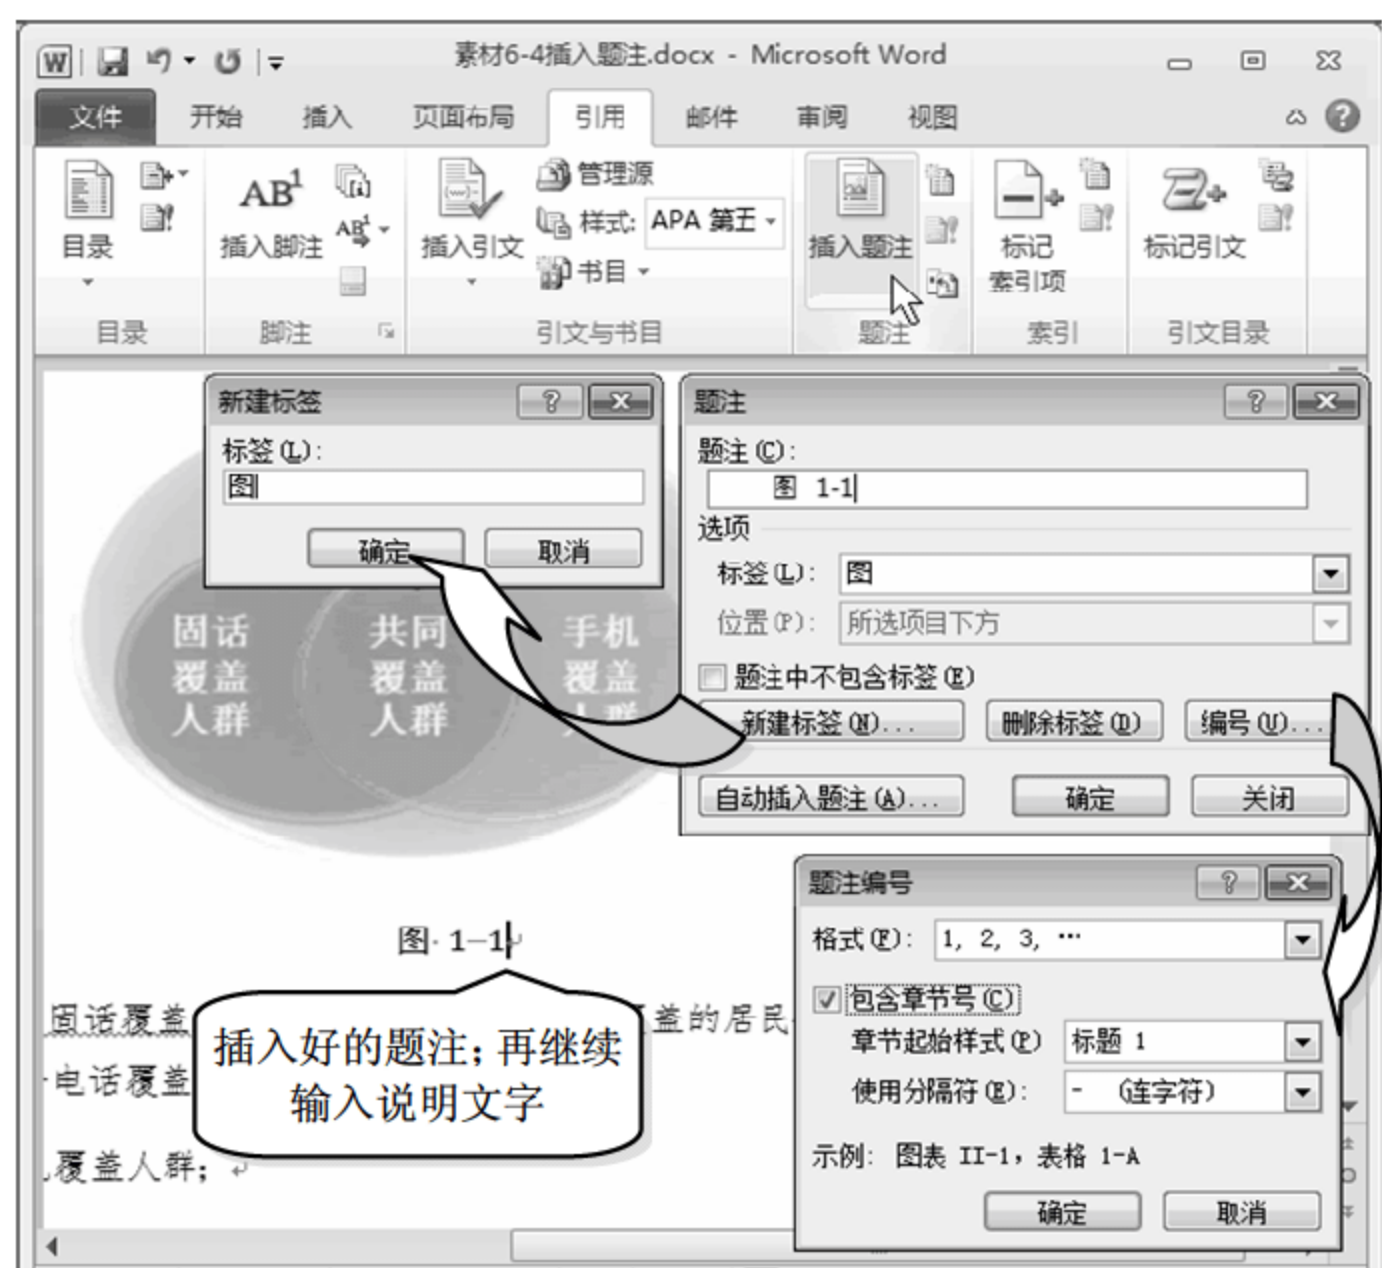 素材6-4插入题注.docx - Microsoft Word
文件 开始 插入 页面布局 引用 邮件 审阅 视图
目录
AB¹
插入脚注
插入引文
管理源
样式: APA 第五
书目
插入题注
标记
索引项
标记引文
目录 脚注 引文与书目 题注 索引 引文目录
新建标签
标签(L):
图
确定 取消
题注
题注(C):
图 1-1
选项
标签(L): 图
位置(P): 所选项目下方
题注中不包含标签(E)
新建标签(N)... 删除标签(D) 编号(U)...
自动插入题注(A)... 确定 关闭
固话
覆盖
人群
共同
覆盖
人群
手机
覆盖
人群
题注编号
格式(F): 1, 2, 3, …
包含章节号(C)
章节起始样式(P) 标题 1
使用分隔符(E): - (连字符)
示例: 图表 II-1，表格 1-A
确定 取消
图 1-1
固话覆盖
盖的居民
电话覆盖
覆盖人群；
插入好的题注；再继续
输入说明文字